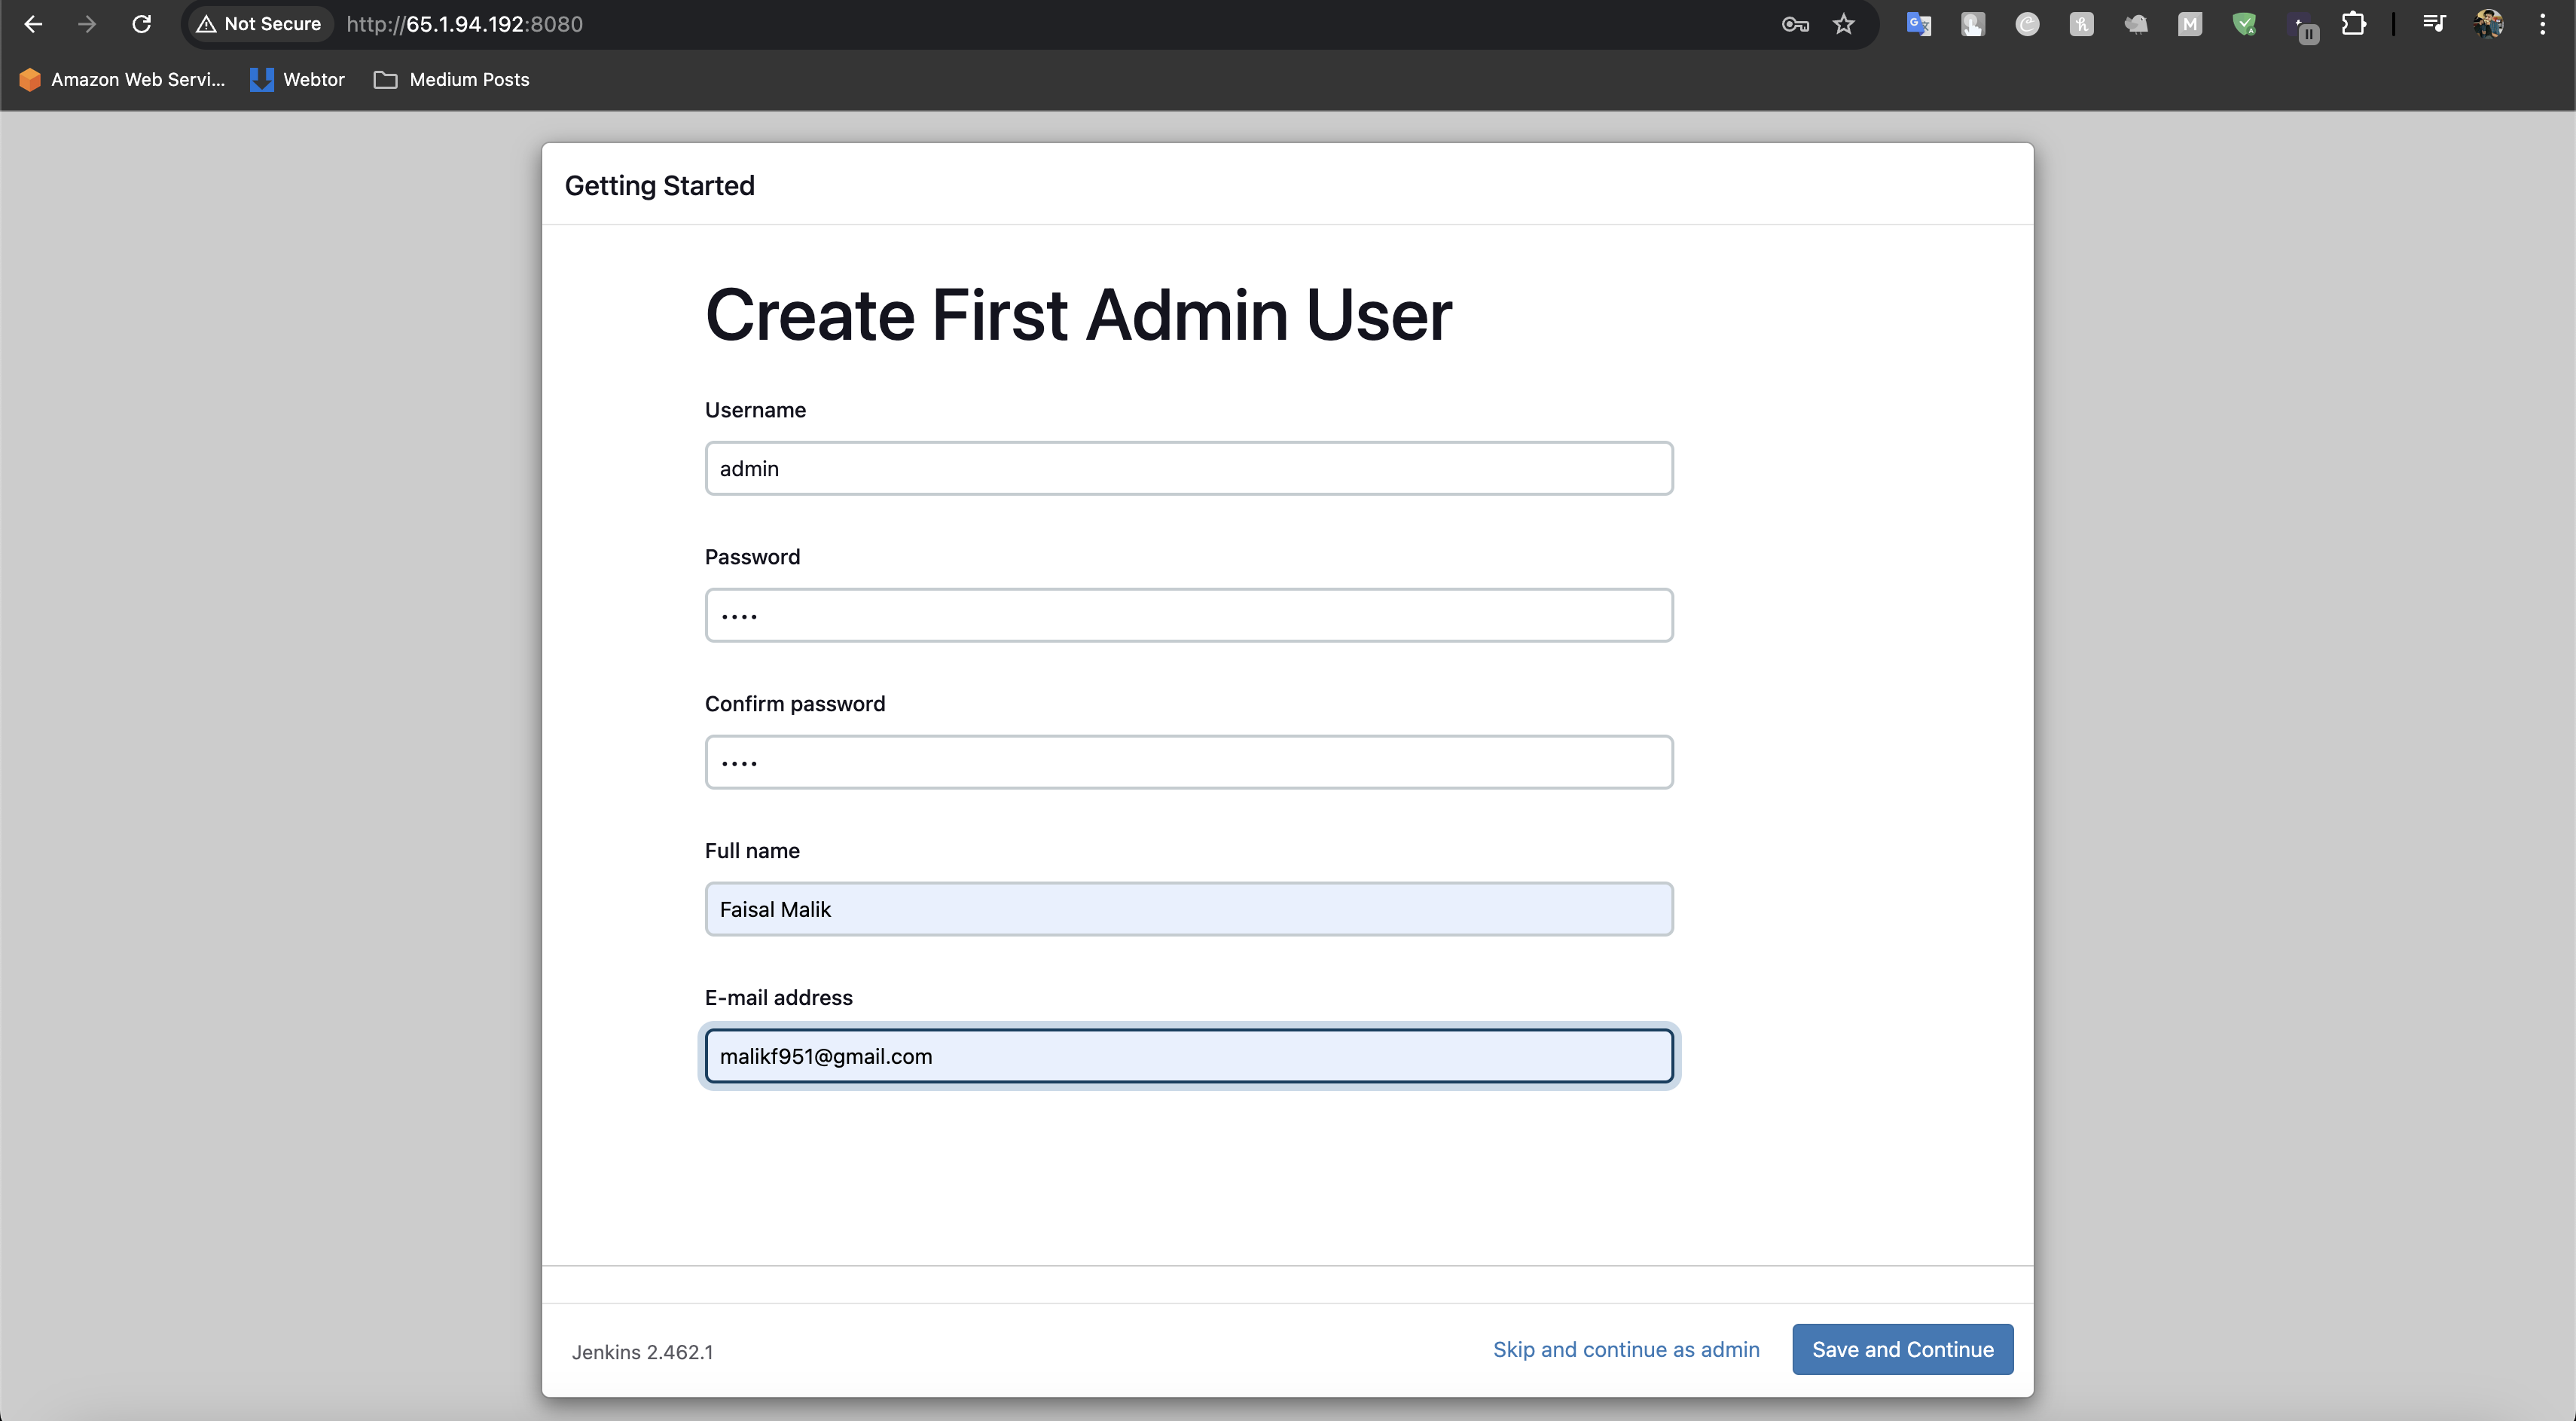 Not Secure http://65.1.94.192:8080
Amazon Web Servi... Webtor Medium Posts
Getting Started
Create First Admin User
Username
admin
Password
••••
Confirm password
••••
Full name
Faisal Malik
E-mail address
malikf951@gmail.com
Jenkins 2.462.1 Skip and continue as admin Save and Continue